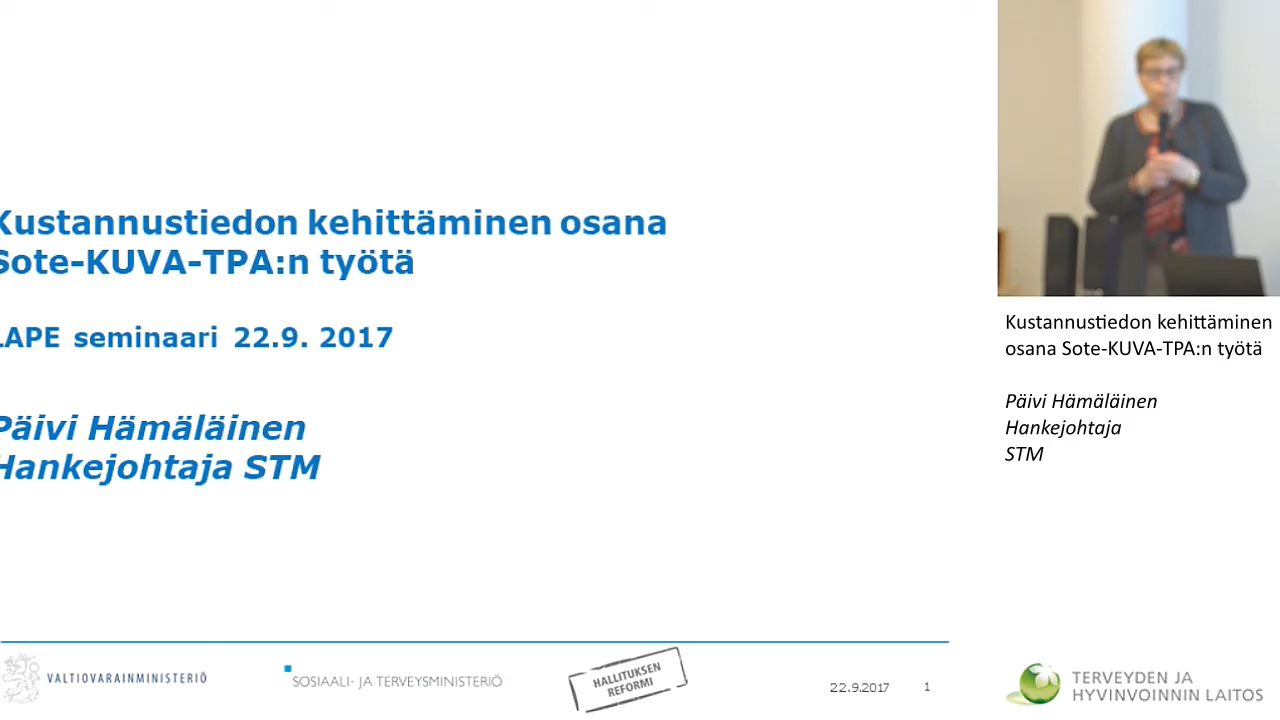 Kustannustiedon kehittäminen osana
Sote-KUVA-TPA:n työtä
LAPE seminaari 22.9. 2017
Päivi Hämäläinen
Hankejohtaja STM
VALTIOVARAINMINISTERIÖ
SOSIAALI- JA TERVEYSMINISTERIÖ
HALLITUKSEN
REFORMI
22.9.2017 1
Kustannustiedon kehittäminen
osana Sote-KUVA-TPA:n työtä
Päivi Hämäläinen
Hankejohtaja
STM
TERVEYDEN JA
HYVINVOINNIN LAITOS